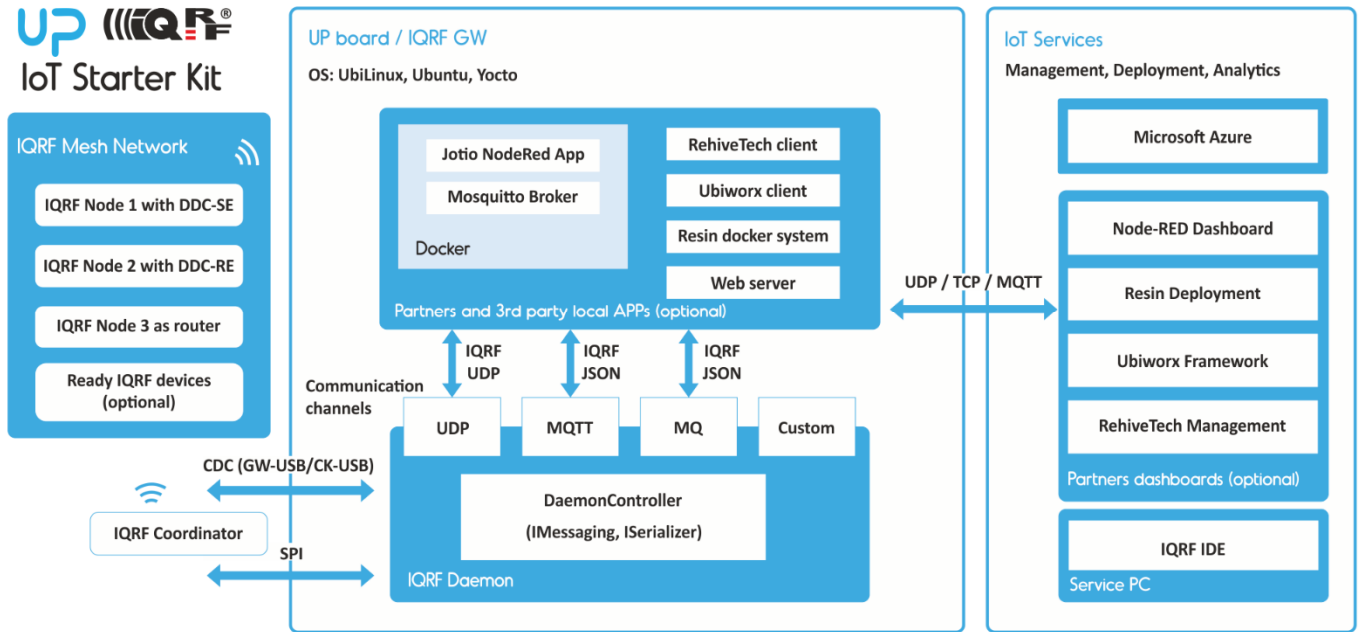 UP IQRF®
IoT Starter Kit
IQRF Mesh Network
IQRF Node 1 with DDC-SE
IQRF Node 2 with DDC-RE
IQRF Node 3 as router
Ready IQRF devices
(optional)
CDC (GW-USB/CK-USB)
IQRF Coordinator
SPI
UP board / IQRF GW
OS: UbiLinux, Ubuntu, Yocto
Jotio NodeRed App
Mosquitto Broker
Docker
RehiveTech client
Ubiworx client
Resin docker system
Web server
Partners and 3rd party local APPs (optional)
IQRF
UDP
IQRF
JSON
IQRF
JSON
Communication
channels
UDP
MQTT
MQ
Custom
DaemonController
(IMessaging, ISerializer)
IQRF Daemon
UDP / TCP / MQTT
IoT Services
Management, Deployment, Analytics
Microsoft Azure
Node-RED Dashboard
Resin Deployment
Ubiworx Framework
RehiveTech Management
Partners dashboards (optional)
IQRF IDE
Service PC